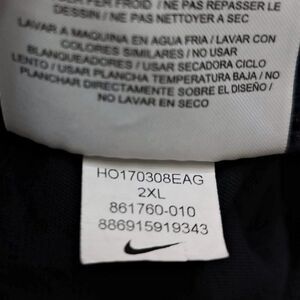 PER FROID / NE PAS REPASSER LE
DESSIN / NE PAS NETTOYER A SEC
LAVAR A MAQUINA EN AGUA FRIA / LAVAR CON
COLORES SIMILARES / NO USAR
BLANQUEADORES / USAR SECADORA CICLO
LENTO / USAR PLANCHA TEMPERATURA BAJA / NO
PLANCHAR DIRECTAMENTE SOBRE EL DISEÑO /
NO LAVAR EN SECO
HO170308EAG
2XL
861760-010
886915919343